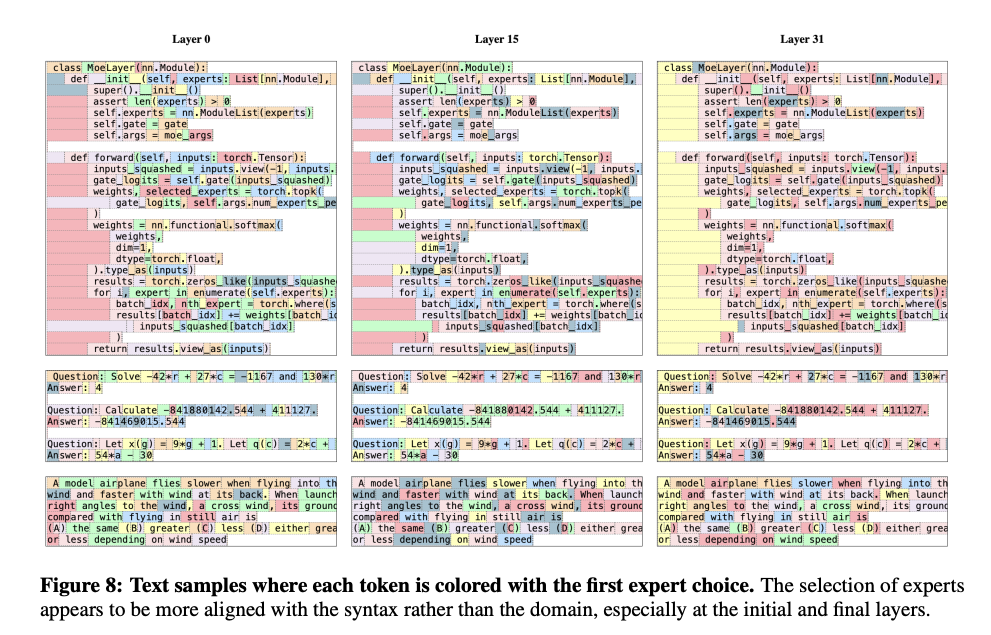 Layer 0
class MoeLayer(nn.Module):
def __init__(self, experts: List[nn.Module],
super().__init__()
assert len(experts) > 0
self.experts = nn.ModuleList(experts)
self.gate = gate
self.args = moe_args
def forward(self, inputs: torch.Tensor):
inputs_squashed = inputs.view(-1, inputs.
gate_logits = self.gate(inputs_squashed)
weights, selected_experts = torch.topk(
gate_logits, self.args.num_experts_pe
)
weights = nn.functional.softmax(
weights,
dim=1,
dtype=torch.float,
).type_as(inputs)
results = torch.zeros_like(inputs_squashe
for i, expert in enumerate(self.experts):
batch_idx, nth_expert = torch.where(s
results[batch_idx] += weights[batch_id
inputs_squashed[batch_idx]
)
return results.view_as(inputs)
Question: Solve -42*r + 27*c = -1167 and 130*r
Answer: 4
Question: Calculate -841880142.544 + 411127.
Answer: -841469015.544
Question: Let x(g) = 9*g + 1. Let q(c) = 2*c +
Answer: 54*a - 30
A model airplane flies slower when flying into th
wind and faster with wind at its back. When launch
right angles to the wind, a cross wind, its ground
compared with flying in still air is
(A) the same (B) greater (C) less (D) either grea
or less depending on wind speed
Layer 15
class MoeLayer(nn.Module):
def __init__(self, experts: List[nn.Module],
super().__init__()
assert len(experts) > 0
self.experts = nn.ModuleList(experts)
self.gate = gate
self.args = moe_args
def forward(self, inputs: torch.Tensor):
inputs_squashed = inputs.view(-1, inputs.
gate_logits = self.gate(inputs_squashed)
weights, selected_experts = torch.topk(
gate_logits, self.args.num_experts_pe
)
weights = nn.functional.softmax(
weights,
dim=1,
dtype=torch.float,
).type_as(inputs)
results = torch.zeros_like(inputs_squashe
for i, expert in enumerate(self.experts):
batch_idx, nth_expert = torch.where(s
results[batch_idx] += weights[batch_id
inputs_squashed[batch_idx]
)
return results.view_as(inputs)
Question: Solve -42*r + 27*c = -1167 and 130*r
Answer: 4
Question: Calculate -841880142.544 + 411127.
Answer: -841469015.544
Question: Let x(g) = 9*g + 1. Let q(c) = 2*c +
Answer: 54*a - 30
A model airplane flies slower when flying into th
wind and faster with wind at its back. When launch
right angles to the wind, a cross wind, its ground
compared with flying in still air is
(A) the same (B) greater (C) less (D) either grea
or less depending on wind speed
Layer 31
class MoeLayer(nn.Module):
def __init__(self, experts: List[nn.Module],
super().__init__()
assert len(experts) > 0
self.experts = nn.ModuleList(experts)
self.gate = gate
self.args = moe_args
def forward(self, inputs: torch.Tensor):
inputs_squashed = inputs.view(-1, inputs.
gate_logits = self.gate(inputs_squashed)
weights, selected_experts = torch.topk(
gate_logits, self.args.num_experts_pe
)
weights = nn.functional.softmax(
weights,
dim=1,
dtype=torch.float,
).type_as(inputs)
results = torch.zeros_like(inputs_squashe
for i, expert in enumerate(self.experts):
batch_idx, nth_expert = torch.where(s
results[batch_idx] += weights[batch_id
inputs_squashed[batch_idx]
)
return results.view_as(inputs)
Question: Solve -42*r + 27*c = -1167 and 130*r
Answer: 4
Question: Calculate -841880142.544 + 411127.
Answer: -841469015.544
Question: Let x(g) = 9*g + 1. Let q(c) = 2*c +
Answer: 54*a - 30
A model airplane flies slower when flying into th
wind and faster with wind at its back. When launch
right angles to the wind, a cross wind, its ground
compared with flying in still air is
(A) the same (B) greater (C) less (D) either grea
or less depending on wind speed
Figure 8: Text samples where each token is colored with the first expert choice. The selection of experts
appears to be more aligned with the syntax rather than the domain, especially at the initial and final layers.